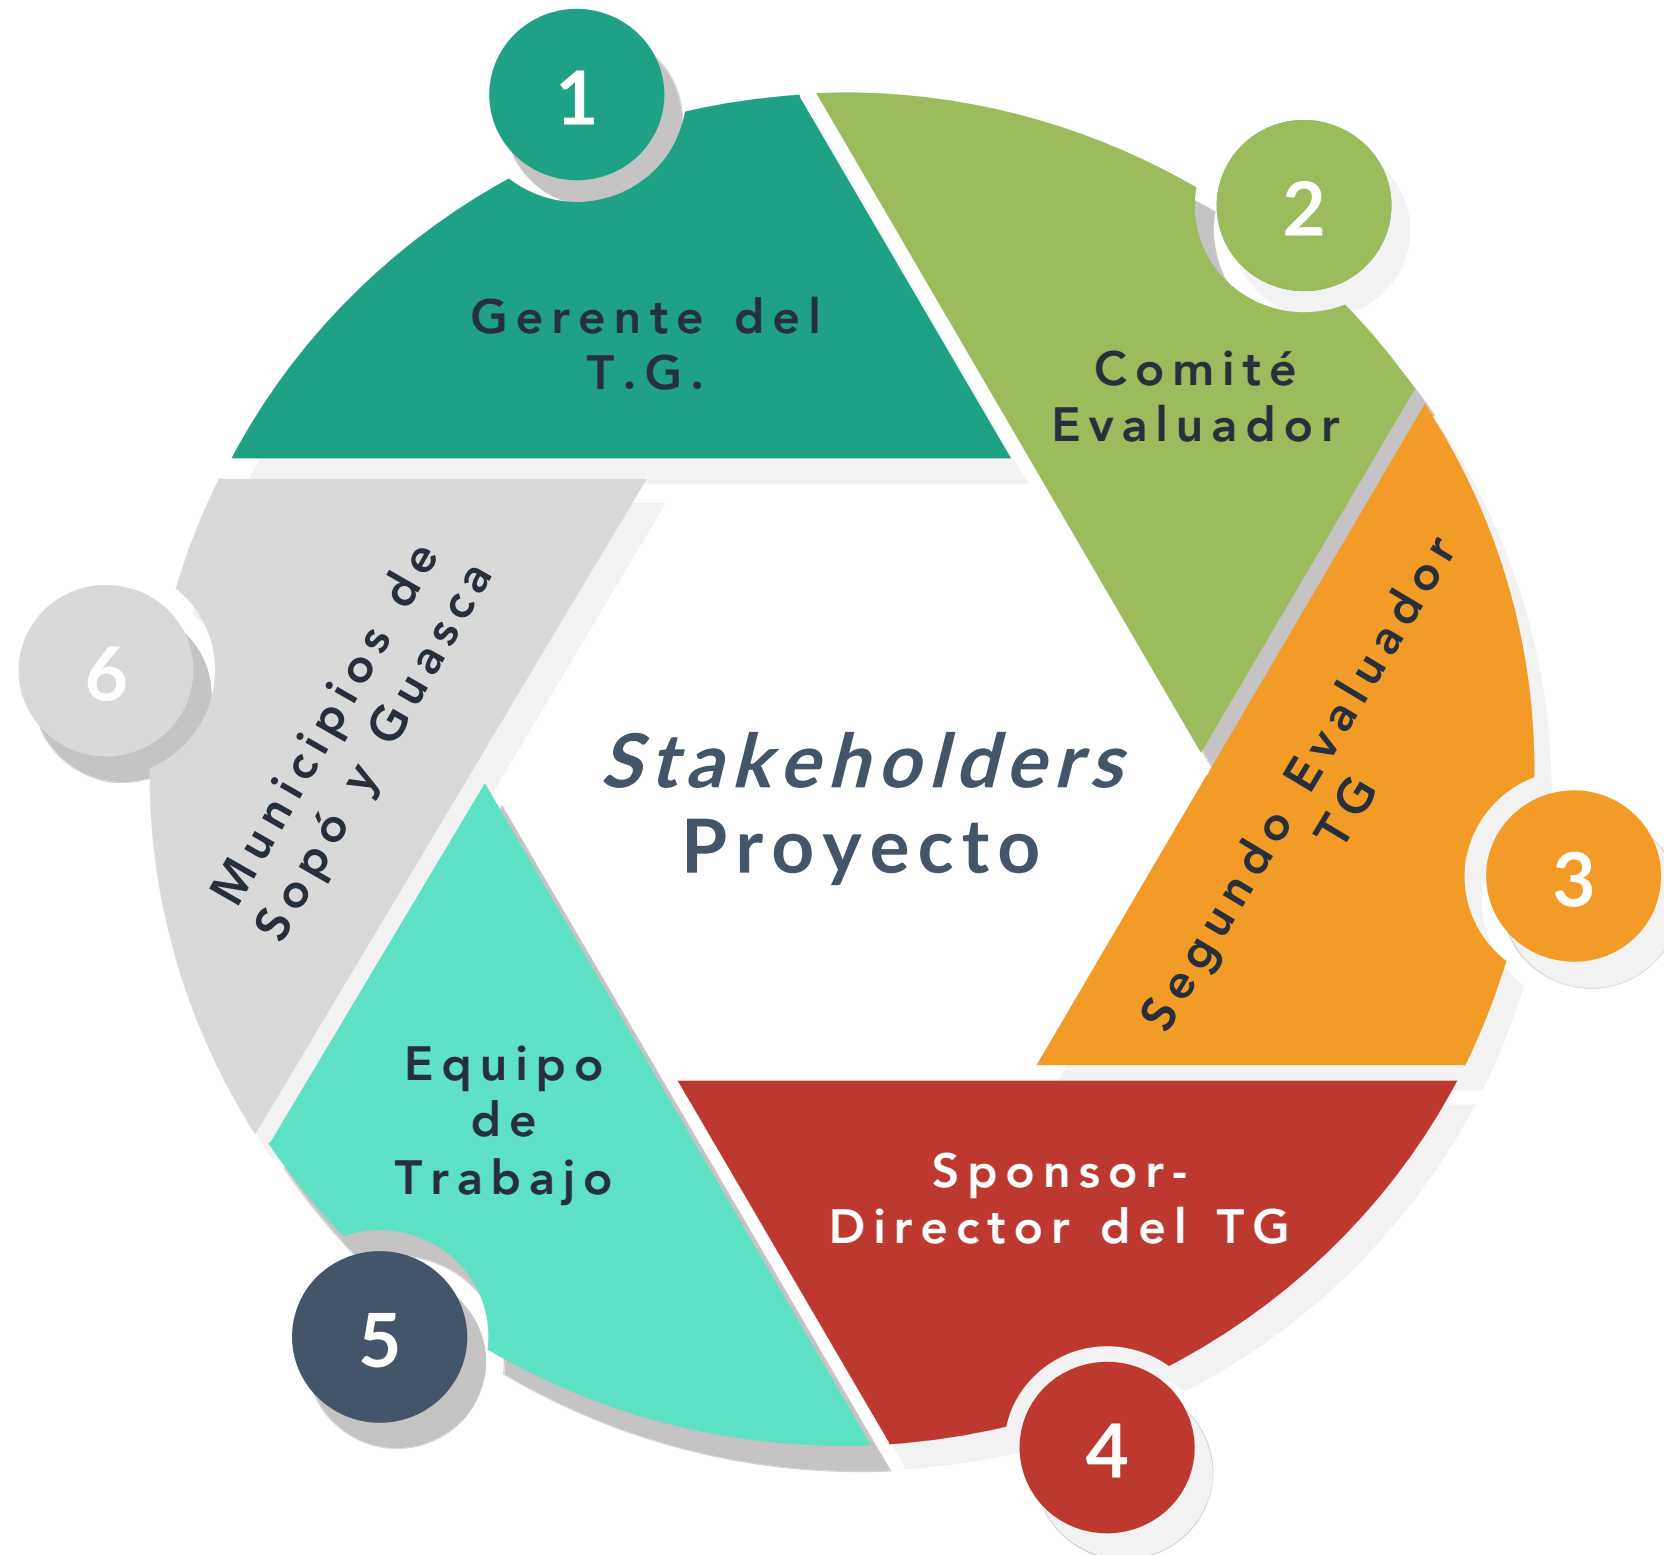 1
Gerente del
T.G.
2
Comité
Evaluador
3
Segundo Evaluador
TG
4
Sponsor-
Director del TG
5
Equipo
de
Trabajo
6
Municipios de
Sopó y Guasca
Stakeholders
Proyecto